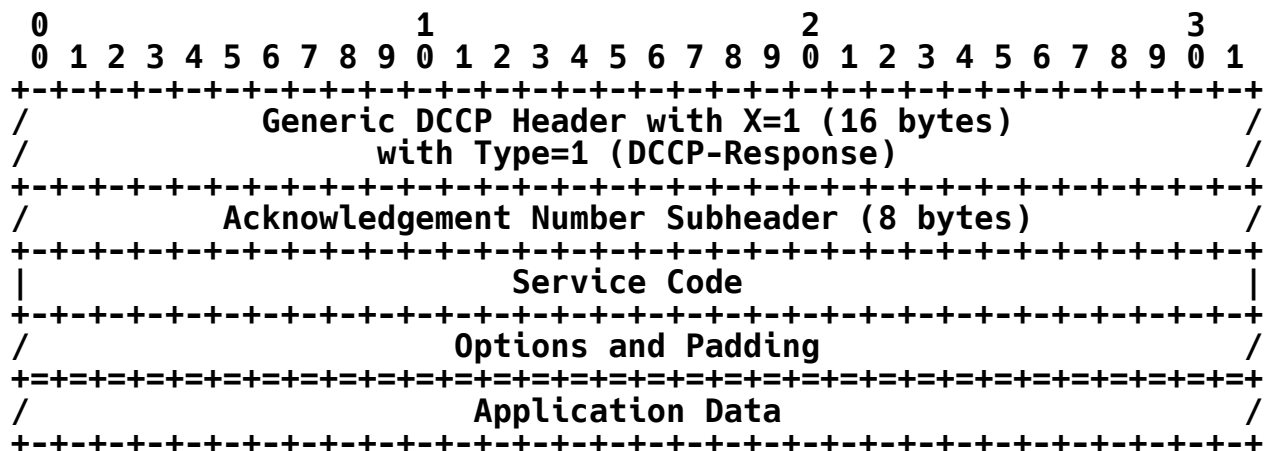 0                   1                   2                   3
 0 1 2 3 4 5 6 7 8 9 0 1 2 3 4 5 6 7 8 9 0 1 2 3 4 5 6 7 8 9 0 1
+-+-+-+-+-+-+-+-+-+-+-+-+-+-+-+-+-+-+-+-+-+-+-+-+-+-+-+-+-+-+-+-+
/            Generic DCCP Header with X=1 (16 bytes)            /
/                  with Type=1 (DCCP-Response)                  /
+-+-+-+-+-+-+-+-+-+-+-+-+-+-+-+-+-+-+-+-+-+-+-+-+-+-+-+-+-+-+-+-+
/          Acknowledgement Number Subheader (8 bytes)           /
+-+-+-+-+-+-+-+-+-+-+-+-+-+-+-+-+-+-+-+-+-+-+-+-+-+-+-+-+-+-+-+-+
|                         Service Code                          |
+-+-+-+-+-+-+-+-+-+-+-+-+-+-+-+-+-+-+-+-+-+-+-+-+-+-+-+-+-+-+-+-+
/                      Options and Padding                      /
+=+=+=+=+=+=+=+=+=+=+=+=+=+=+=+=+=+=+=+=+=+=+=+=+=+=+=+=+=+=+=+=+
/                       Application Data                        /
+-+-+-+-+-+-+-+-+-+-+-+-+-+-+-+-+-+-+-+-+-+-+-+-+-+-+-+-+-+-+-+-+